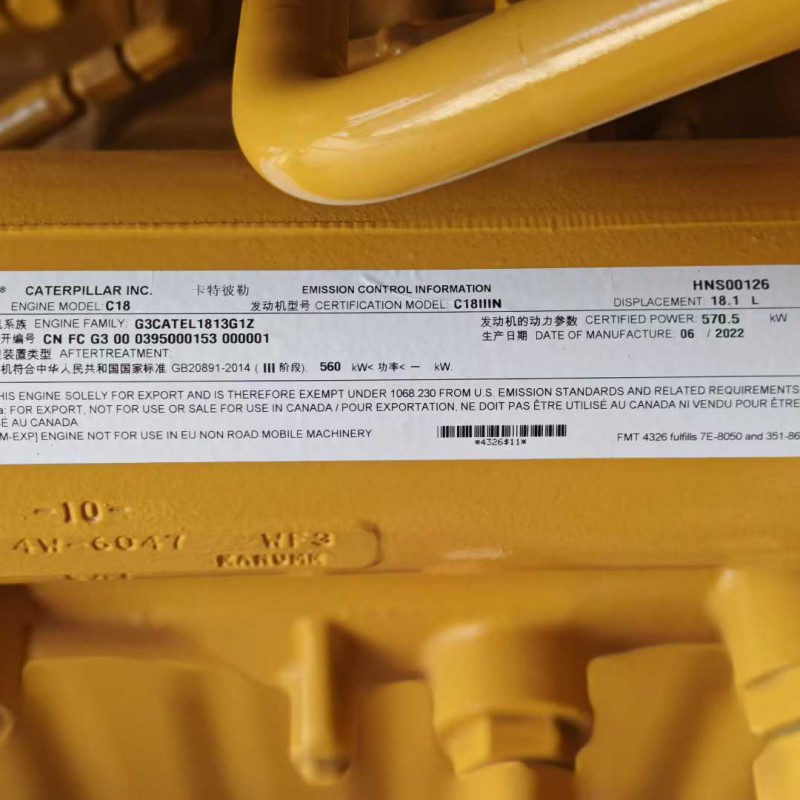 ® CATERPILLAR INC. 卡特彼勒 EMISSION CONTROL INFORMATION HNS00126
ENGINE MODEL: C18 发动机型号 CERTIFICATION MODEL: C18IIIN DISPLACEMENT: 18.1 L
机系族 ENGINE FAMILY: G3CATEL1813G1Z 发动机的动力参数 CERTIFIED POWER: 570.5 kW
开编号 CN FC G3 00 0395000153 000001 生产日期 DATE OF MANUFACTURE: 06 / 2022
装置类型 AFTERTREATMENT:
机符合中华人民共和国国家标准 GB20891-2014 ( III 阶段). 560 kW< 功率< — kW.
HIS ENGINE SOLELY FOR EXPORT AND IS THEREFORE EXEMPT UNDER 1068.230 FROM U.S. EMISSION STANDARDS AND RELATED REQUIREMENTS
a: FOR EXPORT, NOT FOR USE OR SALE FOR USE IN CANADA / POUR EXPORTATION, NE DOIT PAS ÊTRE UTILISÉ AU CANADA NI VENDU POUR ÊTRE
SÉ AU CANADA
M-EXP] ENGINE NOT FOR USE IN EU NON ROAD MOBILE MACHINERY
*4326$11*
FMT 4326 fulfills 7E-8050 and 351-86
-10-
4W-6047 WF3